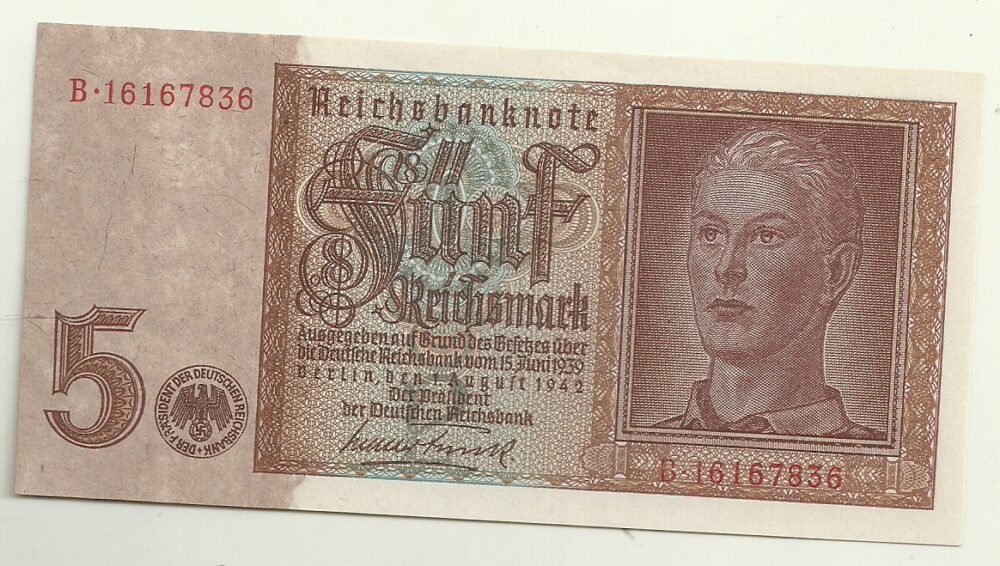 B·16167836
Reichsbanknote
Fünf
Reichsmark
Ausgegeben auf Grund des Gesetzes über
die Deutsche Reichsbank vom 15. Juni 1939
Berlin, den 1. August 1942
Der Präsident
der Deutschen Reichsbank
5
DER PRÄSIDENT DER DEUTSCHEN REICHSBANK
B·16167836